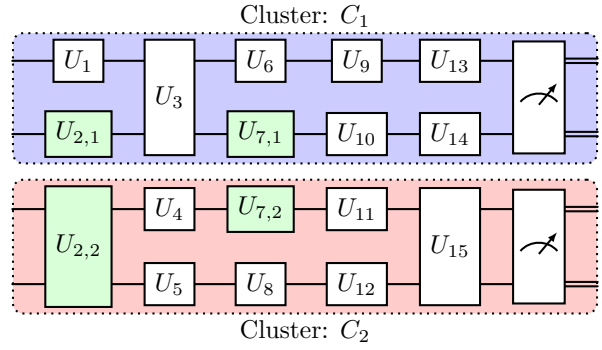 Cluster: C₁
U₁ U₆ U₉ U₁₃
U₃
U₂,₁ U₇,₁ U₁₀ U₁₄
U₄ U₇,₂ U₁₁
U₂,₂ U₁₅
U₅ U₈ U₁₂
Cluster: C₂